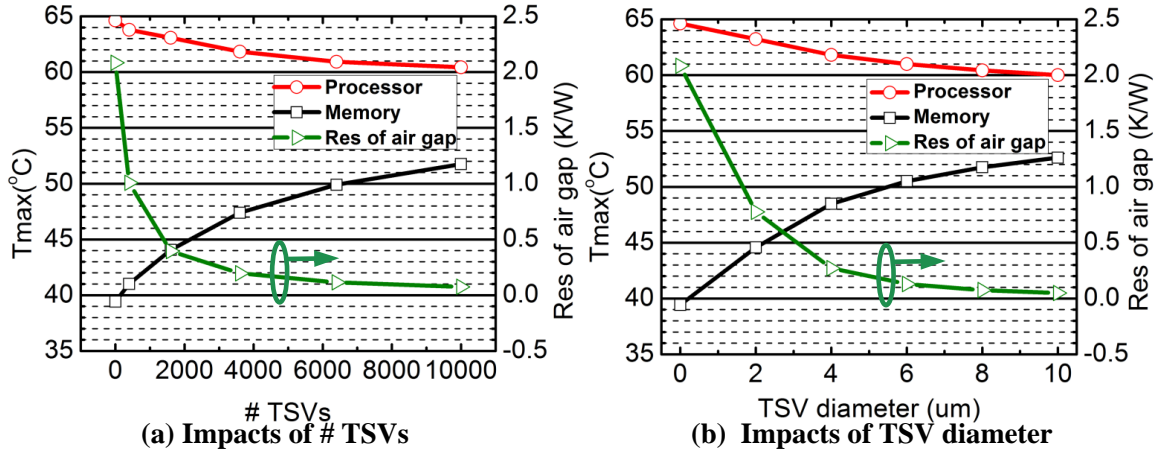 65
60
55
50
45
40
35
Tmax(°C)
2.5
2.0
1.5
1.0
0.5
0.0
-0.5
Res of air gap (K/W)
Processor
Memory
Res of air gap
0 2000 4000 6000 8000 10000
# TSVs
(a) Impacts of # TSVs
65
60
55
50
45
40
35
Tmax(°C)
2.5
2.0
1.5
1.0
0.5
0.0
-0.5
Res of air gap (K/W)
Processor
Memory
Res of air gap
0 2 4 6 8 10
TSV diameter (um)
(b) Impacts of TSV diameter